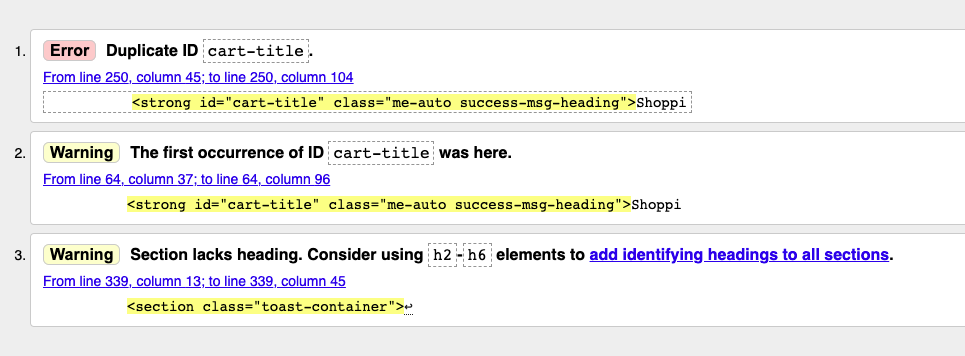 1. Error Duplicate ID cart-title.
From line 250, column 45; to line 250, column 104
<strong id="cart-title" class="me-auto success-msg-heading">Shoppi
2. Warning The first occurrence of ID cart-title was here.
From line 64, column 37; to line 64, column 96
<strong id="cart-title" class="me-auto success-msg-heading">Shoppi
3. Warning Section lacks heading. Consider using h2-h6 elements to add identifying headings to all sections.
From line 339, column 13; to line 339, column 45
<section class="toast-container">↩